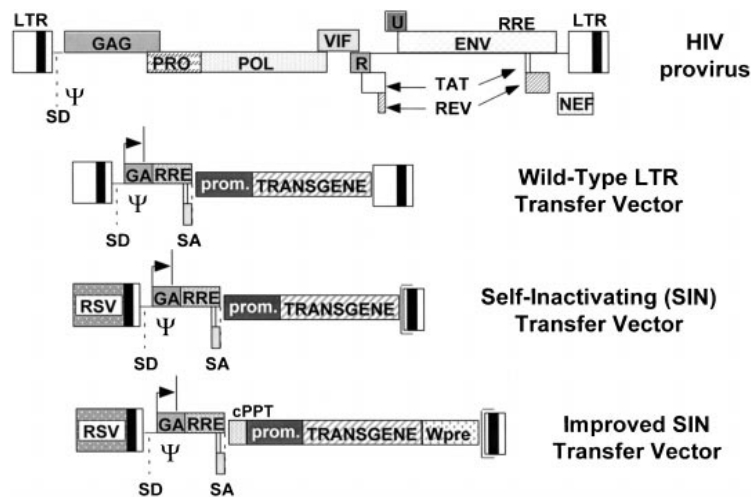 LTR
U
RRE
LTR
GAG
VIF
ENV
HIV
provirus
PRO
POL
R
TAT
REV
NEF
Ψ
SD
GA RRE
prom. TRANSGENE
Wild-Type LTR
Transfer Vector
Ψ
SD
SA
RSV
GA RRE
prom. TRANSGENE
Self-Inactivating (SIN)
Transfer Vector
Ψ
SD
SA
cPPT
RSV
GA RRE
prom. TRANSGENE Wpre
Improved SIN
Transfer Vector
Ψ
SD
SA